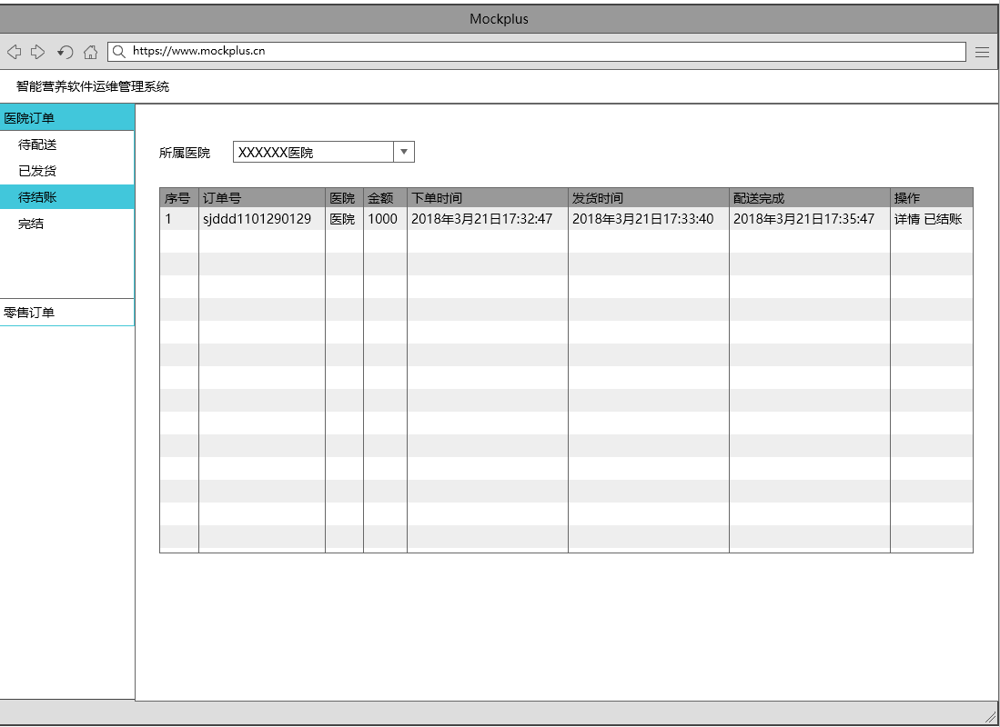 Mockplus
https://www.mockplus.cn
智能营养软件运维管理系统
医院订单
待配送
已发货
待结账
完结
零售订单
所属医院 XXXXXX医院
序号 订单号 医院 金额 下单时间 发货时间 配送完成 操作
1 sjddd1101290129 医院 1000 2018年3月21日17:32:47 2018年3月21日17:33:40 2018年3月21日17:35:47 详情 已结账